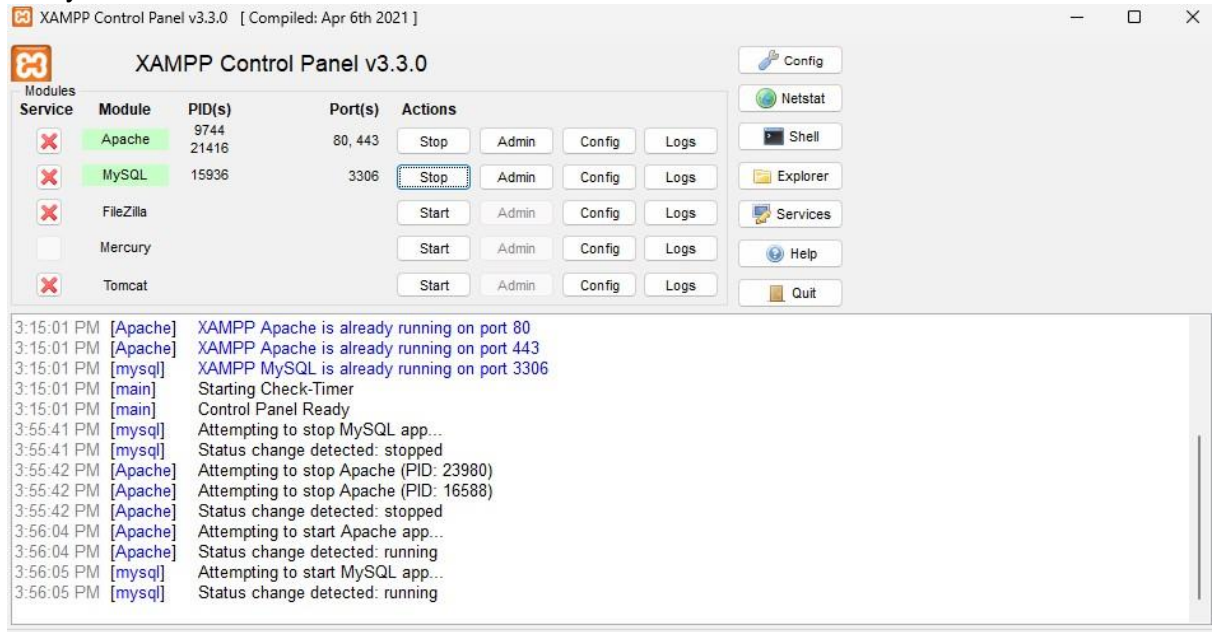 XAMPP Control Panel v3.3.0 [ Compiled: Apr 6th 2021 ]
XAMPP Control Panel v3.3.0
Config
Modules
Netstat
Service Module PID(s) Port(s) Actions
Apache 9744 21416 80, 443 Stop Admin Config Logs
Shell
MySQL 15936 3306 Stop Admin Config Logs
Explorer
FileZilla Start Admin Config Logs
Services
Mercury Start Admin Config Logs
Help
Tomcat Start Admin Config Logs
Quit
3:15:01 PM [Apache] XAMPP Apache is already running on port 80
3:15:01 PM [Apache] XAMPP Apache is already running on port 443
3:15:01 PM [mysql] XAMPP MySQL is already running on port 3306
3:15:01 PM [main] Starting Check-Timer
3:15:01 PM [main] Control Panel Ready
3:55:41 PM [mysql] Attempting to stop MySQL app...
3:55:41 PM [mysql] Status change detected: stopped
3:55:42 PM [Apache] Attempting to stop Apache (PID: 23980)
3:55:42 PM [Apache] Attempting to stop Apache (PID: 16588)
3:55:42 PM [Apache] Status change detected: stopped
3:56:04 PM [Apache] Attempting to start Apache app...
3:56:04 PM [Apache] Status change detected: running
3:56:05 PM [mysql] Attempting to start MySQL app...
3:56:05 PM [mysql] Status change detected: running